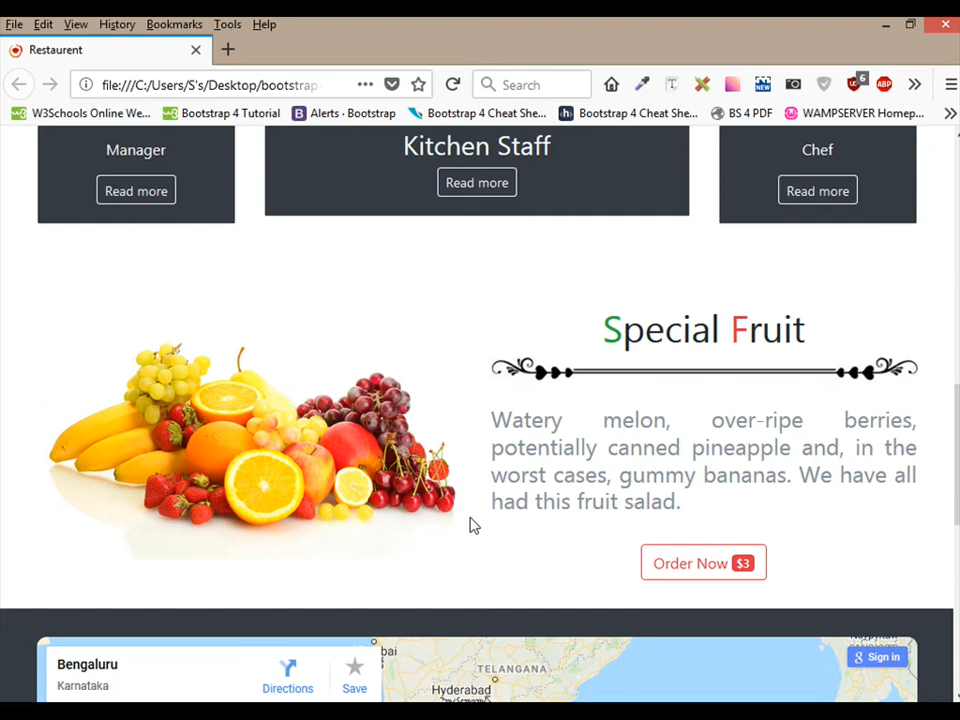 File Edit View History Bookmarks Tools Help
Restaurent
file:///C:/Users/S's/Desktop/bootstrap- Search
W3Schools Online We... Bootstrap 4 Tutorial Alerts · Bootstrap Bootstrap 4 Cheat She... Bootstrap 4 Cheat She... BS 4 PDF WAMPSERVER Homep...
Manager Kitchen Staff Chef
Read more Read more Read more
Special Fruit
Watery melon, over-ripe berries,
potentially canned pineapple and, in the
worst cases, gummy bananas. We have all
had this fruit salad.
Order Now $3
Bengaluru
Karnataka
Directions Save
TELANGANA
Hyderabad
Sign in